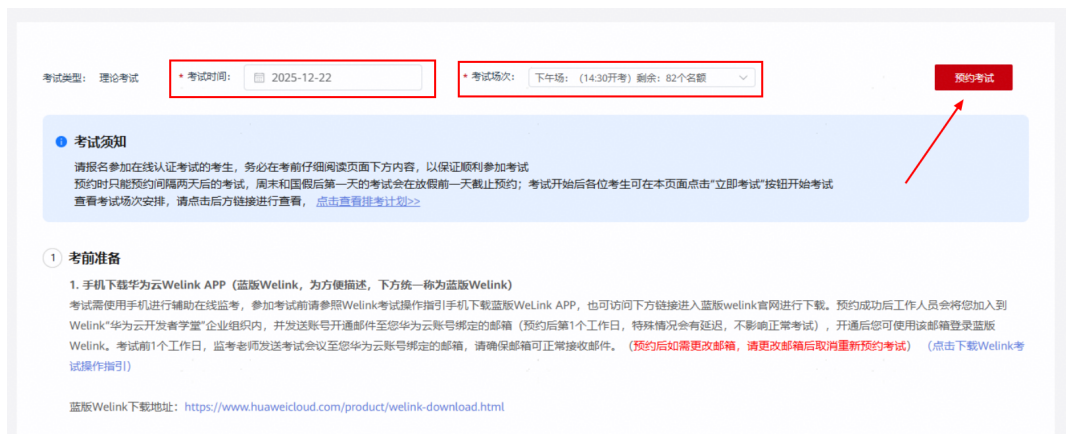 考试类型： 理论考试 * 考试时间： 2025-12-22 * 考试场次： 下午场：（14:30开考）剩余：82个名额 预约考试
考试须知
请报名参加在线认证考试的考生，务必在考前仔细阅读页面下方内容，以保证顺利参加考试
预约时只能预约间隔两天后的考试，周末和国假后第一天的考试会在放假前一天截止预约；考试开始后各位考生可在本页面点击“立即考试”按钮开始考试
查看考试场次安排，请点击后方链接进行查看， 点击查看排考计划>>
1 考前准备
1. 手机下载华为云Welink APP（蓝版Welink，为方便描述，下方统一称为蓝版Welink）
考试需使用手机进行辅助在线监考，参加考试前请参照Welink考试操作指引手机下载蓝版WeLink APP，也可访问下方链接进入蓝版welink官网进行下载。预约成功后工作人员会将您加入到
Welink“华为云开发者学堂”企业组织内，并发送账号开通邮件至您华为云账号绑定的邮箱（预约后第1个工作日，特殊情况会有延迟，不影响正常考试），开通后您可使用该邮箱登录蓝版
Welink。考试前1个工作日，监考老师发送考试会议至您华为云账号绑定的邮箱，请确保邮箱可正常接收邮件。（预约后如需更改邮箱，请更改邮箱后取消重新预约考试）（点击下载Welink考
试操作指引）
蓝版Welink下载地址：https://www.huaweicloud.com/product/welink-download.html